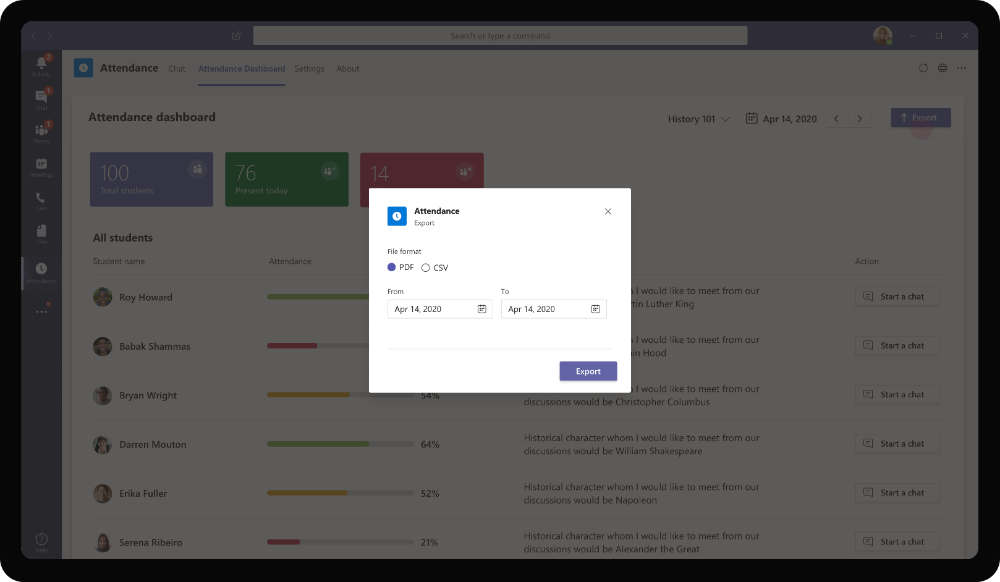 Search or type a command
2
Activity
1
Chat
1
Teams
Meetings
Calls
Files
Attendance
Help
Attendance
Chat
Attendance Dashboard
Settings
About
Attendance dashboard
History 101
Apr 14, 2020
Export
100
Total students
76
Present today
14
Attendance
Export
File format
PDF
CSV
From
To
Apr 14, 2020
Apr 14, 2020
Export
All students
Student name
Attendance
Action
Roy Howard
I would like to meet from our
rtin Luther King
Start a chat
Babak Shammas
I would like to meet from our
in Hood
Start a chat
Bryan Wright
54%
I would like to meet from our
discussions would be Christopher Columbus
Start a chat
Darren Mouton
64%
Historical character whom I would like to meet from our
discussions would be William Shakespeare
Start a chat
Erika Fuller
52%
Historical character whom I would like to meet from our
discussions would be Napoleon
Start a chat
Serena Ribeiro
21%
Historical character whom I would like to meet from our
discussions would be Alexander the Great
Start a chat